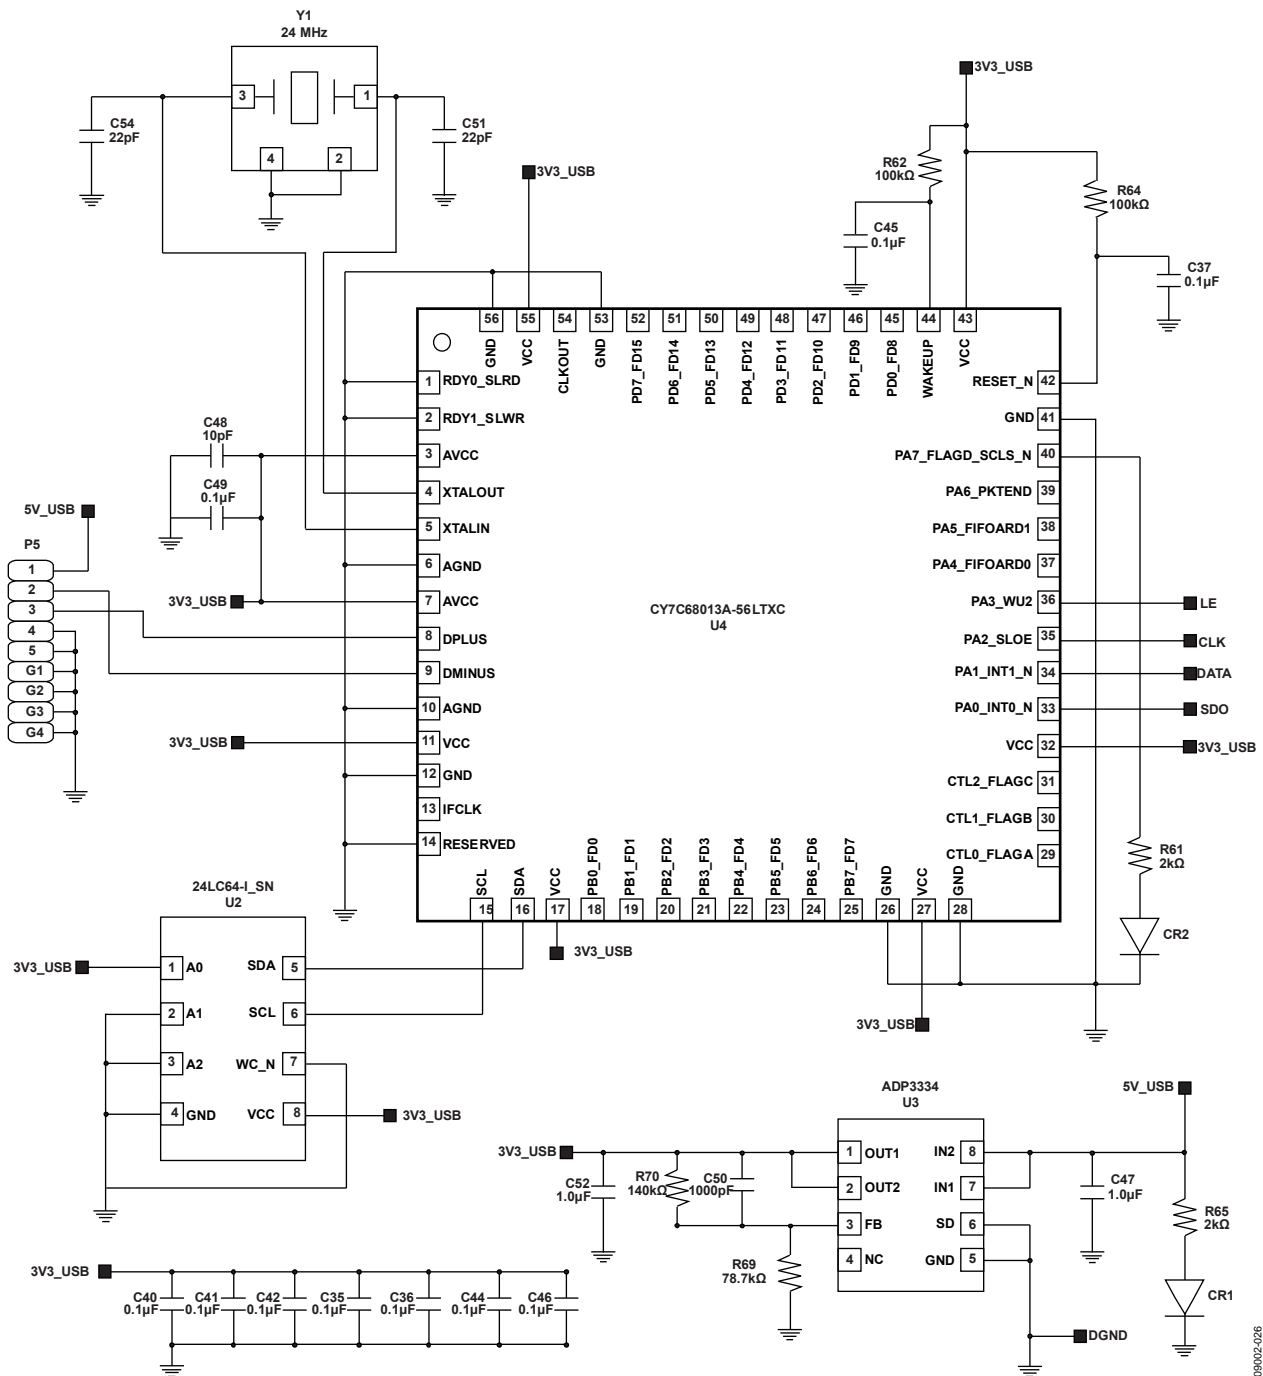 Y1
24 MHz
3
1
4
2
C54
22pF
C51
22pF
3V3_USB
3V3_USB
R62
100kΩ
R64
100kΩ
C45
0.1µF
C37
0.1µF
56
55
54
53
52
51
50
49
48
47
46
45
44
43
GND
VCC
CLKOUT
GND
PD7_FD15
PD6_FD14
PD5_FD13
PD4_FD12
PD3_FD11
PD2_FD10
PD1_FD9
PD0_FD8
WAKEUP
VCC
1 RDY0_SLRD
2 RDY1_SLWR
3 AVCC
4 XTALOUT
5 XTALIN
6 AGND
7 AVCC
8 DPLUS
9 DMINUS
10 AGND
11 VCC
12 GND
13 IFCLK
14 RESERVED
RESET_N 42
GND 41
PA7_FLAGD_SCLS_N 40
PA6_PKTEND 39
PA5_FIFOARD1 38
PA4_FIFOARD0 37
PA3_WU2 36
PA2_SLOE 35
PA1_INT1_N 34
PA0_INT0_N 33
VCC 32
CTL2_FLAGC 31
CTL1_FLAGB 30
CTL0_FLAGA 29
CY7C68013A-56LTXC
U4
LE
CLK
DATA
SDO
3V3_USB
C48
10pF
C49
0.1µF
3V3_USB
3V3_USB
5V_USB
P5
1
2
3
4
5
G1
G2
G3
G4
SCL
SDA
VCC
PB0_FD0
PB1_FD1
PB2_FD2
PB3_FD3
PB4_FD4
PB5_FD5
PB6_FD6
PB7_FD7
GND
VCC
GND
15
16
17
18
19
20
21
22
23
24
25
26
27
28
3V3_USB
3V3_USB
R61
2kΩ
CR2
24LC64-I_SN
U2
3V3_USB
1 A0
2 A1
3 A2
4 GND
SDA 5
SCL 6
WC_N 7
VCC 8
3V3_USB
ADP3334
U3
5V_USB
3V3_USB
1 OUT1
2 OUT2
3 FB
4 NC
IN2 8
IN1 7
SD 6
GND 5
C52
1.0µF
R70
140kΩ
C50
1000pF
R69
78.7kΩ
C47
1.0µF
R65
2kΩ
CR1
DGND
3V3_USB
C40
0.1µF
C41
0.1µF
C42
0.1µF
C35
0.1µF
C36
0.1µF
C44
0.1µF
C46
0.1µF
09002-026